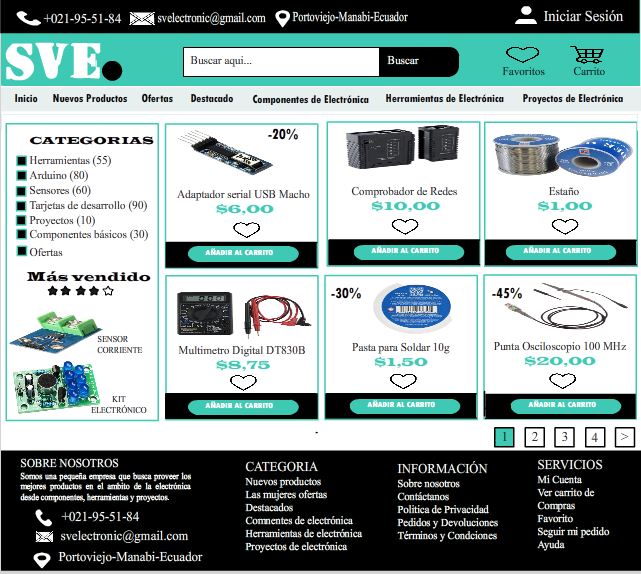 +021-95-51-84 svelectronic@gmail.com Portoviejo-Manabi-Ecuador Iniciar Sesión
SVE.
Buscar aqui... Buscar
Favoritos Carrito
Inicio Nuevos Productos Ofertas Destacado Componentes de Electrónica Herramientas de Electrónica Proyectos de Electrónica
CATEGORIAS
Herramientas (55)
Arduino (80)
Sensores (60)
Tarjetas de desarrollo (90)
Proyectos (10)
Componentes básicos (30)
Ofertas
Más vendido
SENSOR
CORRIENTE
KIT
ELECTRÓNICO
-20%
Adaptador serial USB Macho
$6,00
AÑADIR AL CARRITO
Comprobador de Redes
$10,00
AÑADIR AL CARRITO
Estaño
$1,00
AÑADIR AL CARRITO
Multimetro Digital DT830B
$8,75
AÑADIR AL CARRITO
-30%
Pasta para Soldar 10g
$1,50
AÑADIR AL CARRITO
-45%
Punta Osciloscopio 100 MHz
$20,00
AÑADIR AL CARRITO
1 2 3 4 >
SOBRE NOSOTROS
Somos una pequeña empresa que busca proveer los
mejores productos en el ambito de la electrónica
desde componentes, herramientas y proyectos.
+021-95-51-84
svelectronic@gmail.com
Portoviejo-Manabi-Ecuador
CATEGORIA
Nuevos productos
Las mujeres ofertas
Destacados
Comnentes de electrónica
Herramientas de electrónica
Proyectos de electrónica
INFORMACIÓN
Sobre nosotros
Contáctanos
Política de Privacidad
Pedidos y Devoluciones
Términos y Condciones
SERVICIOS
Mi Cuenta
Ver carrito de
Compras
Favorito
Seguir mi pedido
Ayuda